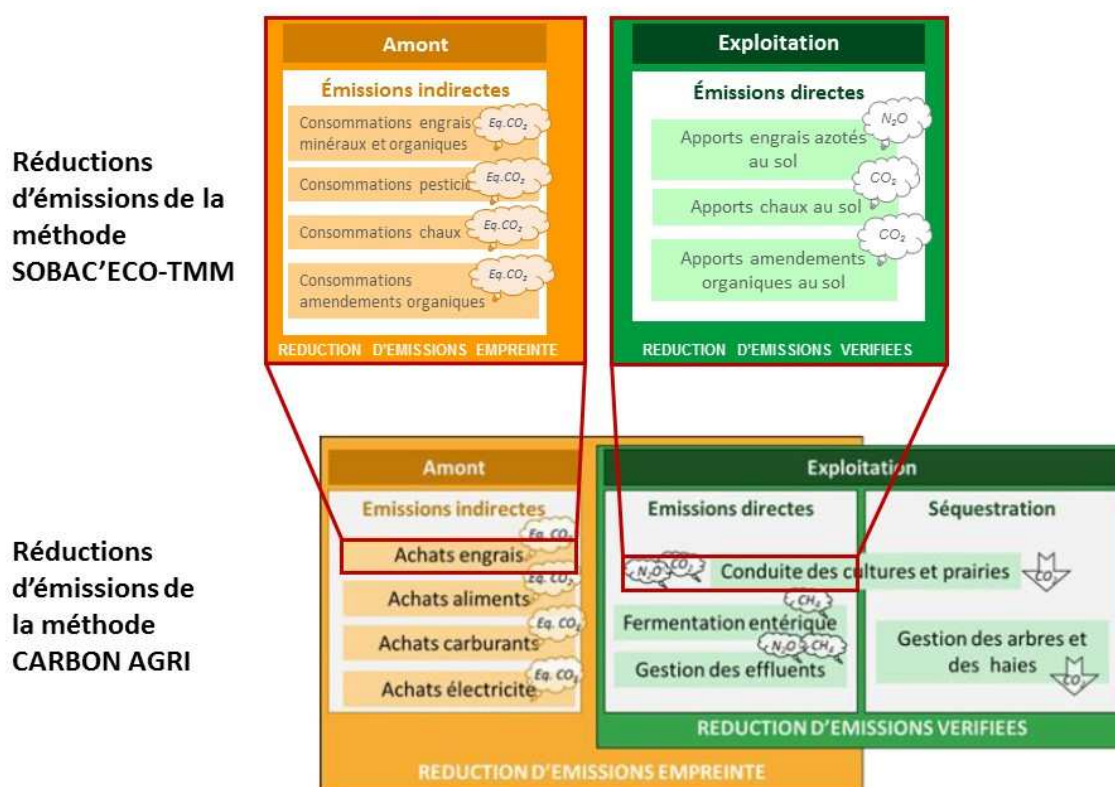 Réductions
d'émissions de la
méthode
SOBAC'ECO-TMM
Amont
Émissions indirectes
Consommations engrais
minéraux et organiques
Eq.CO₂
Consommations
Eq.CO₂
Consommations chaux
Eq.CO₂
Consommations
amendements organiques
Eq.CO₂
REDUCTION D'EMISSIONS EMPREINTE
Exploitation
Émissions directes
Apports engrais azotés
au sol
N₂O
Apports chaux au sol
CO₂
Apports amendements
organiques au sol
CO₂
REDUCTION D'EMISSIONS VERIFIEES
Réductions
d'émissions de
la méthode
CARBON AGRI
Amont
Emissions indirectes
Achats engrais
Eq. CO₂
Achats aliments
Eq. CO₂
Achats carburants
Eq. CO₂
Achats électricité
Eq. CO₂
Exploitation
Emissions directes
Séquestration
N₂O CO₂
Conduite des cultures et prairies
CO₂
Fermentation entérique
CH₄
Gestion des effluents
N₂O CH₄
Gestion des arbres et
des haies
CO₂
REDUCTION D'EMISSIONS VERIFIEES
REDUCTION D'EMISSIONS EMPREINTE